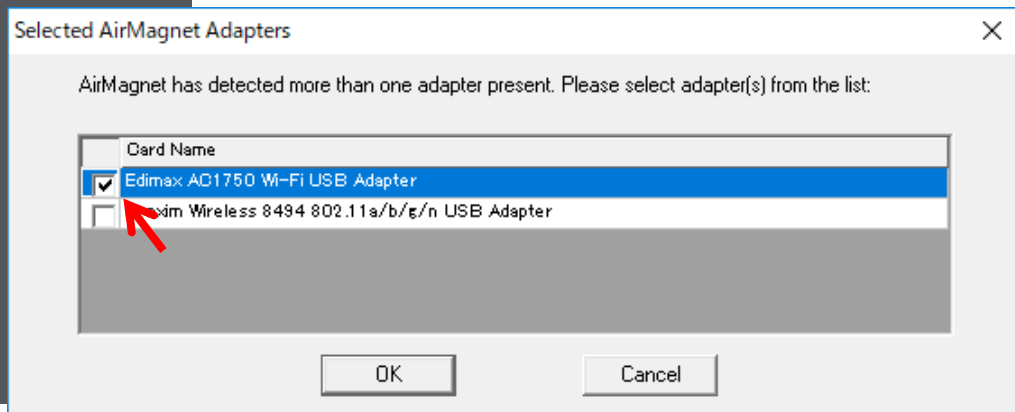 Selected AirMagnet Adapters
AirMagnet has detected more than one adapter present. Please select adapter(s) from the list:
Card Name
Edimax AC1750 Wi-Fi USB Adapter
Wireless 8494 802.11a/b/g/n USB Adapter
OK
Cancel